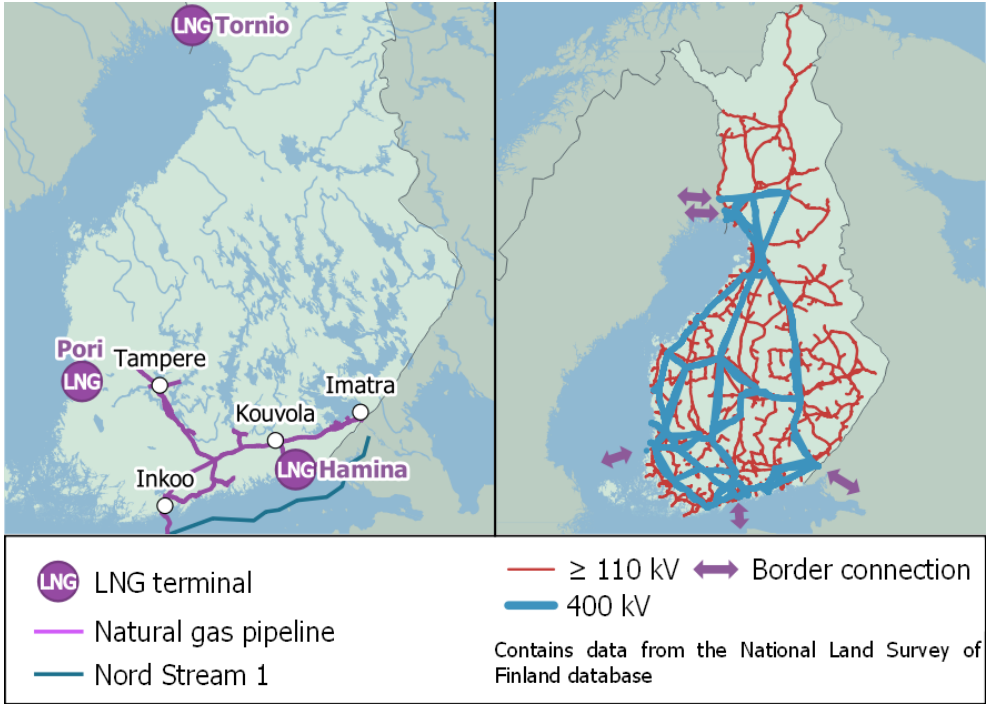 LNG Tornio
Pori
LNG
Tampere
Imatra
Kouvola
LNG Hamina
Inkoo
LNG LNG terminal
Natural gas pipeline
Nord Stream 1
≥ 110 kV
Border connection
400 kV
Contains data from the National Land Survey of
Finland database